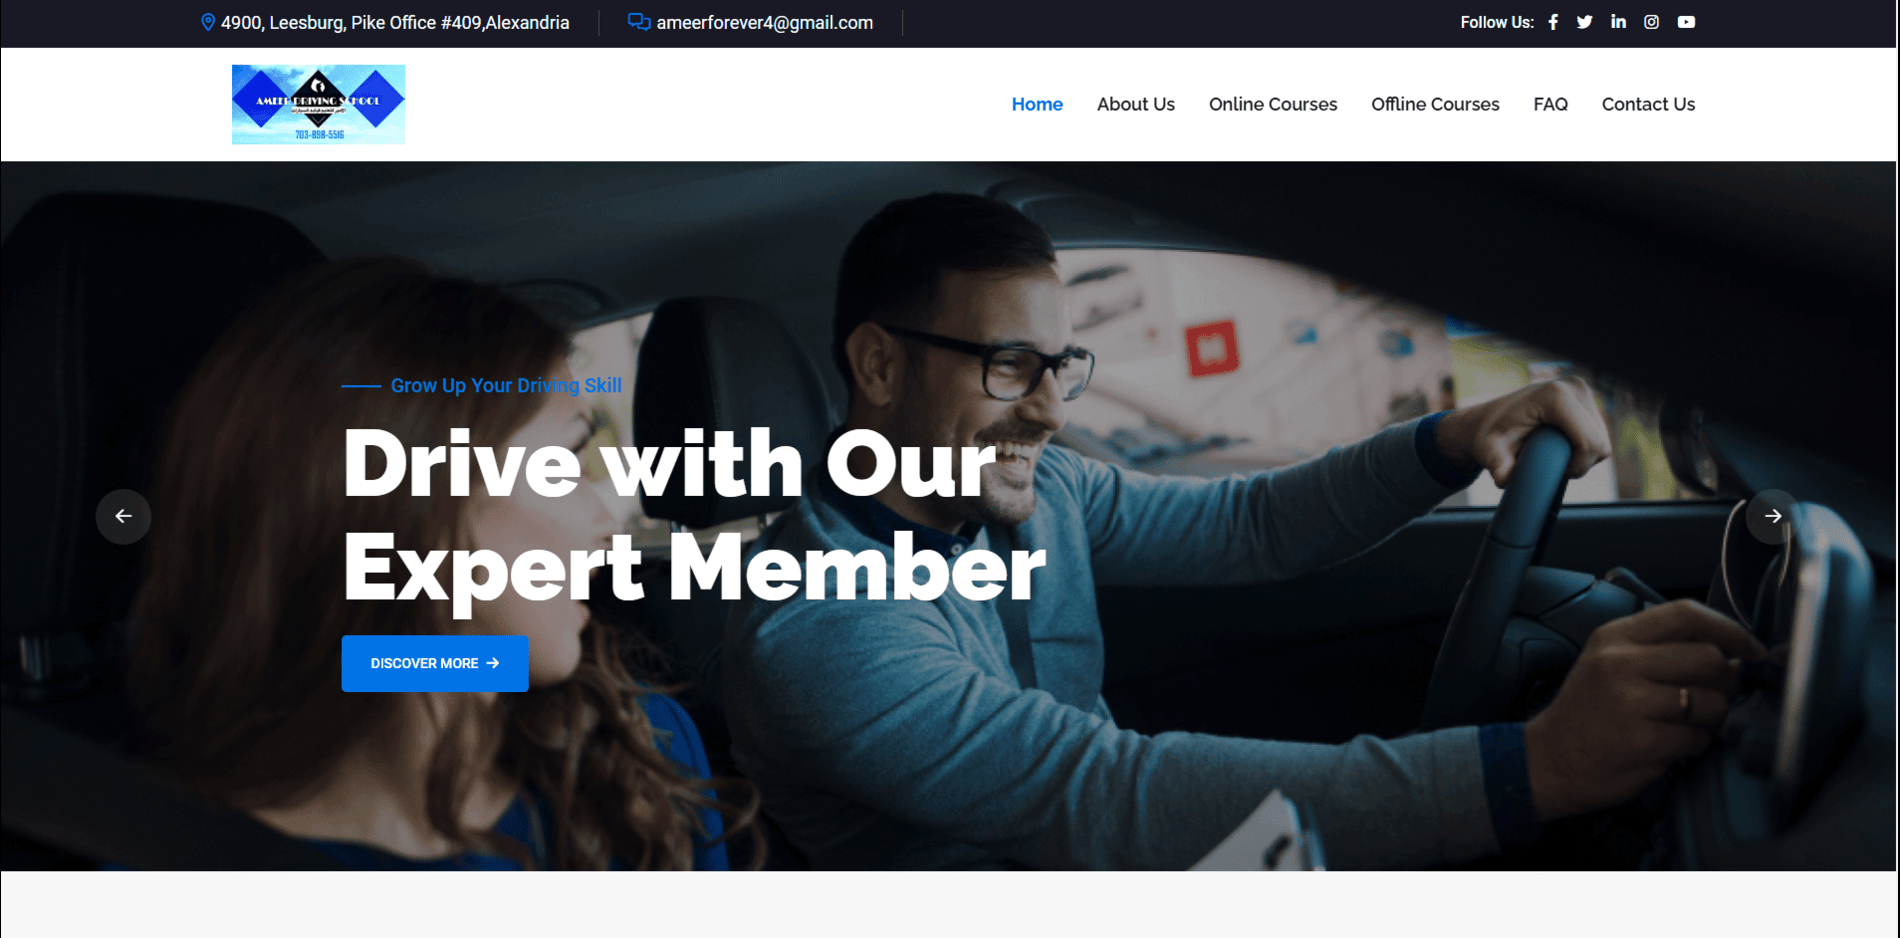 4900, Leesburg, Pike Office #409,Alexandria
ameerforever4@gmail.com
Follow Us:
AMEER DRIVING SCHOOL
703-898-5516
Home
About Us
Online Courses
Offline Courses
FAQ
Contact Us
Grow Up Your Driving Skill
Drive with Our
Expert Member
DISCOVER MORE